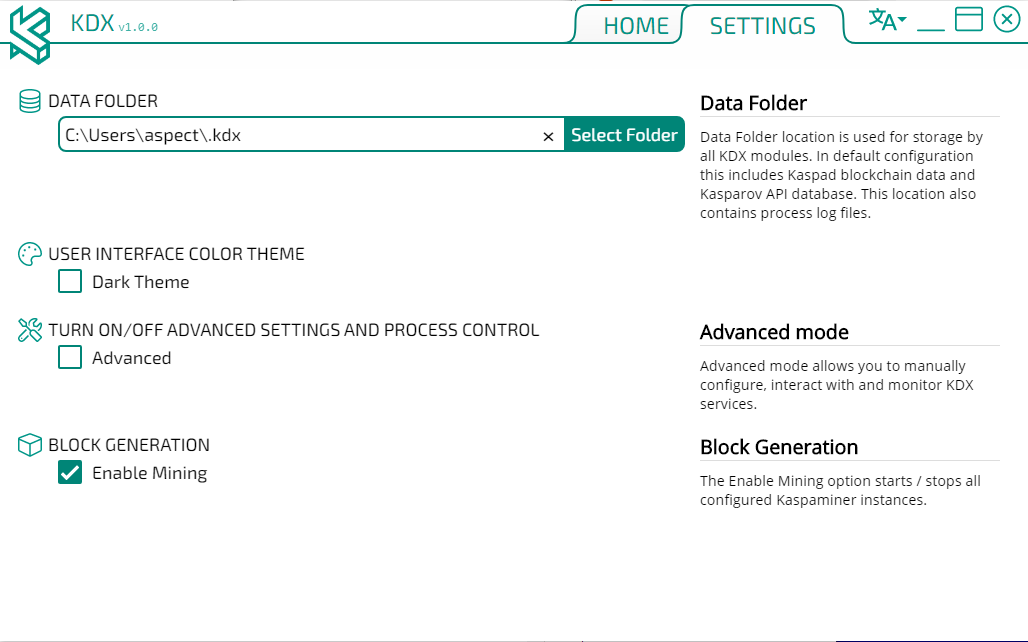 KDX v1.0.0
HOME
SETTINGS
DATA FOLDER
C:\Users\aspect\.kdx
×
Select Folder
Data Folder
Data Folder location is used for storage by
all KDX modules. In default configuration
this includes Kaspad blockchain data and
Kasparov API database. This location also
contains process log files.
USER INTERFACE COLOR THEME
Dark Theme
TURN ON/OFF ADVANCED SETTINGS AND PROCESS CONTROL
Advanced
Advanced mode
Advanced mode allows you to manually
configure, interact with and monitor KDX
services.
BLOCK GENERATION
Enable Mining
Block Generation
The Enable Mining option starts / stops all
configured Kaspaminer instances.